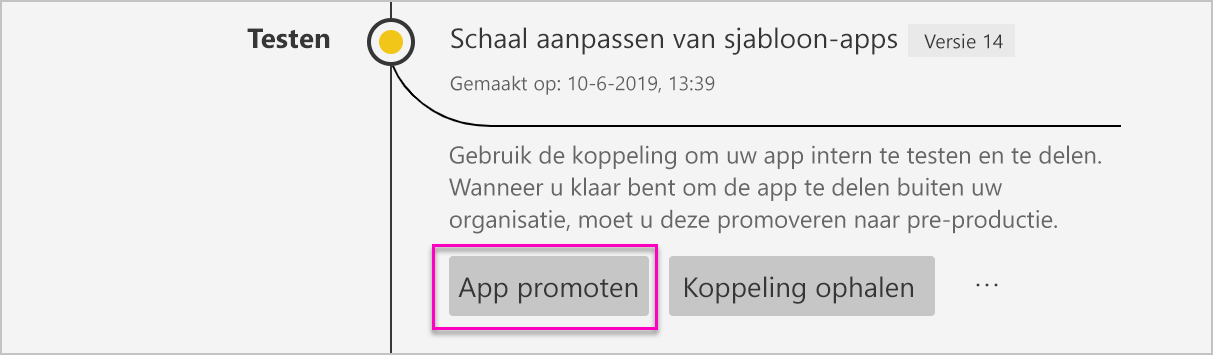 Testen
Schaal aanpassen van sjabloon-apps Versie 14
Gemaakt op: 10-6-2019, 13:39
Gebruik de koppeling om uw app intern te testen en te delen.
Wanneer u klaar bent om de app te delen buiten uw
organisatie, moet u deze promoveren naar pre-productie.
App promoten Koppeling ophalen ...